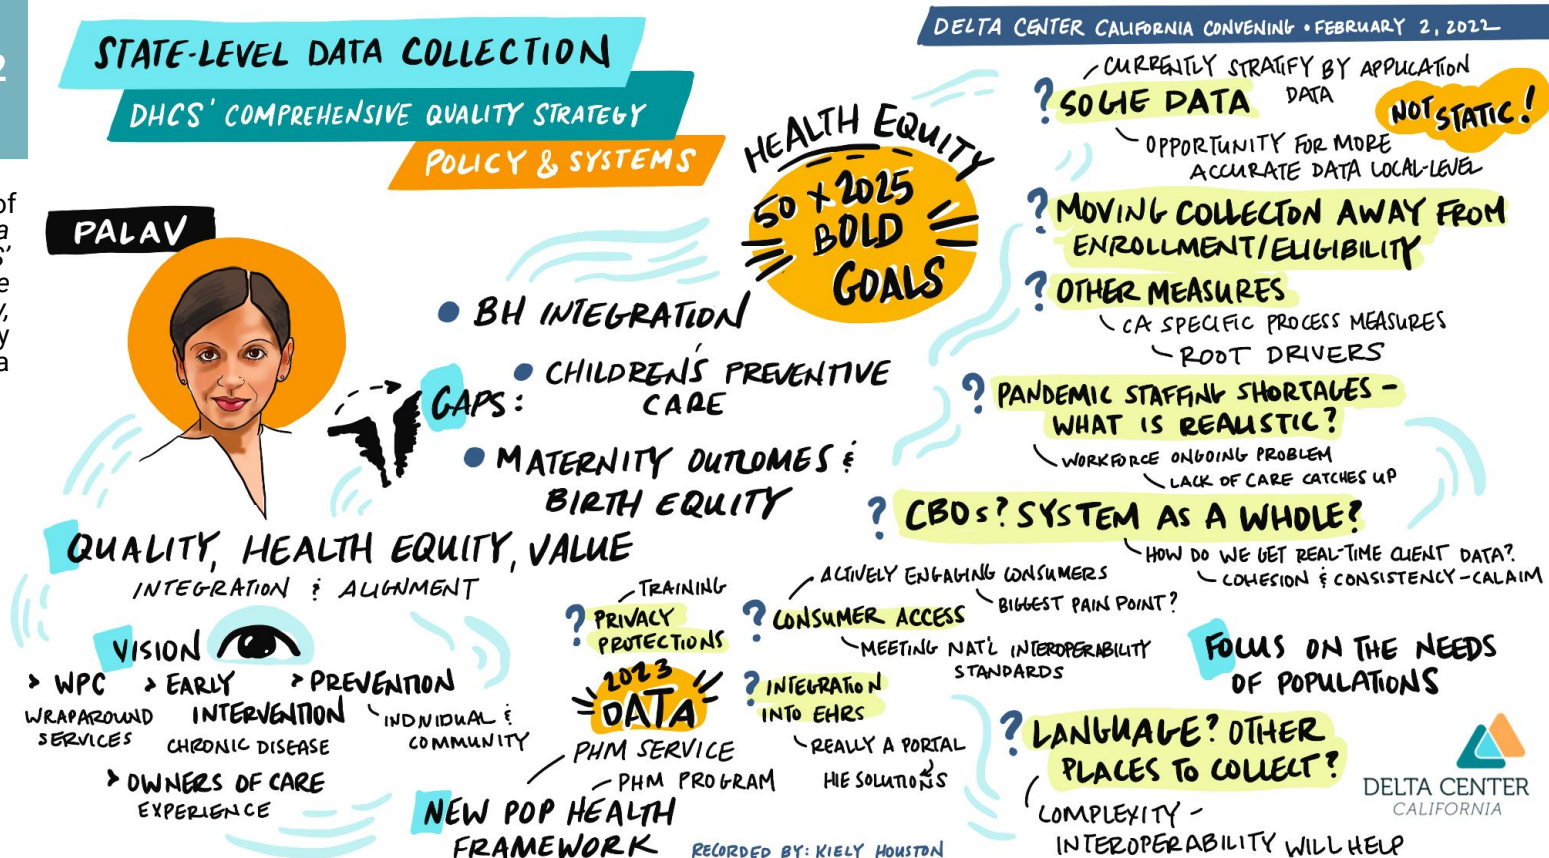 2
of
a
S'
e
y,
y
a
STATE-LEVEL DATA COLLECTION
DHCS' COMPREHENSIVE QUALITY STRATEGY
POLICY & SYSTEMS
PALAV
HEALTH EQUITY
50 x 2025
BOLD
GOALS
GAPS:
• BH INTEGRATION
• CHILDREN'S PREVENTIVE
CARE
• MATERNITY OUTCOMES &
BIRTH EQUITY
QUALITY, HEALTH EQUITY, VALUE
INTEGRATION & ALIGNMENT
VISION
> WPC
WRAPAROUND
SERVICES
> EARLY
INTERVENTION
CHRONIC DISEASE
> PREVENTION
INDIVIDUAL &
COMMUNITY
> OWNERS OF CARE
EXPERIENCE
NEW POP HEALTH
FRAMEWORK
PHM SERVICE
PHM PROGRAM
2023
DATA
? PRIVACY
PROTECTIONS
TRAINING
? CONSUMER ACCESS
ACTIVELY ENGAGING CONSUMERS
BIGGEST PAIN POINT?
MEETING NAT'L INTEROPERABILITY
STANDARDS
? INTEGRATION
INTO EHRS
REALLY A PORTAL
HIE SOLUTIONS
RECORDED BY: KIELY HOUSTON
DELTA CENTER CALIFORNIA CONVENING • FEBRUARY 2, 2022
? SOGIE DATA
CURRENTLY STRATIFY BY APPLICATION
DATA
NOT STATIC!
OPPORTUNITY FOR MORE
ACCURATE DATA LOCAL-LEVEL
? MOVING COLLECTON AWAY FROM
ENROLLMENT/ELIGIBILITY
? OTHER MEASURES
CA SPECIFIC PROCESS MEASURES
ROOT DRIVERS
? PANDEMIC STAFFING SHORTAGES -
WHAT IS REALISTIC?
WORKFORCE ONGOING PROBLEM
LACK OF CARE CATCHES UP
? CBOs? SYSTEM AS A WHOLE?
HOW DO WE GET REAL-TIME CLIENT DATA?
COHESION & CONSISTENCY-CALAIM
FOCUS ON THE NEEDS
OF POPULATIONS
? LANGUAGE? OTHER
PLACES TO COLLECT?
COMPLEXITY -
INTEROPERABILITY WILL HELP
DELTA CENTER
CALIFORNIA